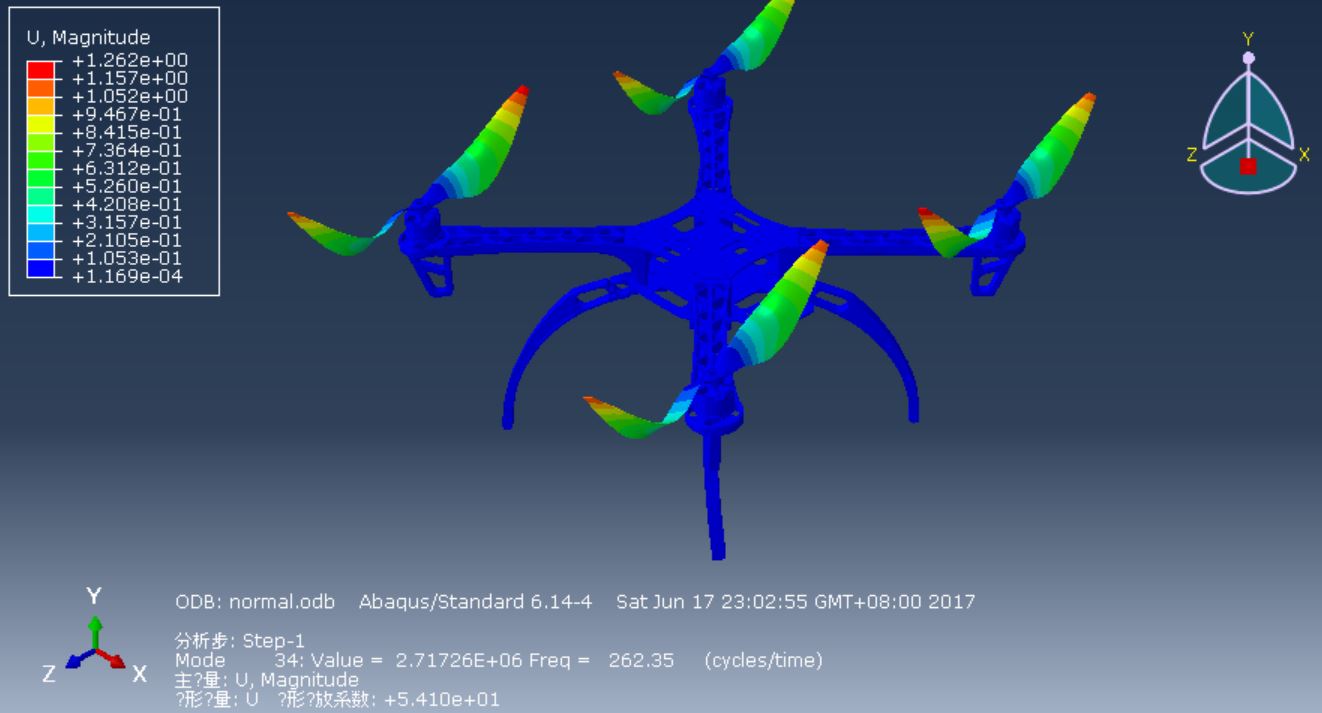 U, Magnitude
+1.262e+00
+1.157e+00
+1.052e+00
+9.467e-01
+8.415e-01
+7.364e-01
+6.312e-01
+5.260e-01
+4.208e-01
+3.157e-01
+2.105e-01
+1.053e-01
+1.169e-04
Y
Z
X
Y
Z
X
ODB: normal.odb Abaqus/Standard 6.14-4 Sat Jun 17 23:02:55 GMT+08:00 2017
分析步: Step-1
Mode 34: Value = 2.71726E+06 Freq = 262.35 (cycles/time)
主?量: U, Magnitude
?形?量: U ?形?放系数: +5.410e+01